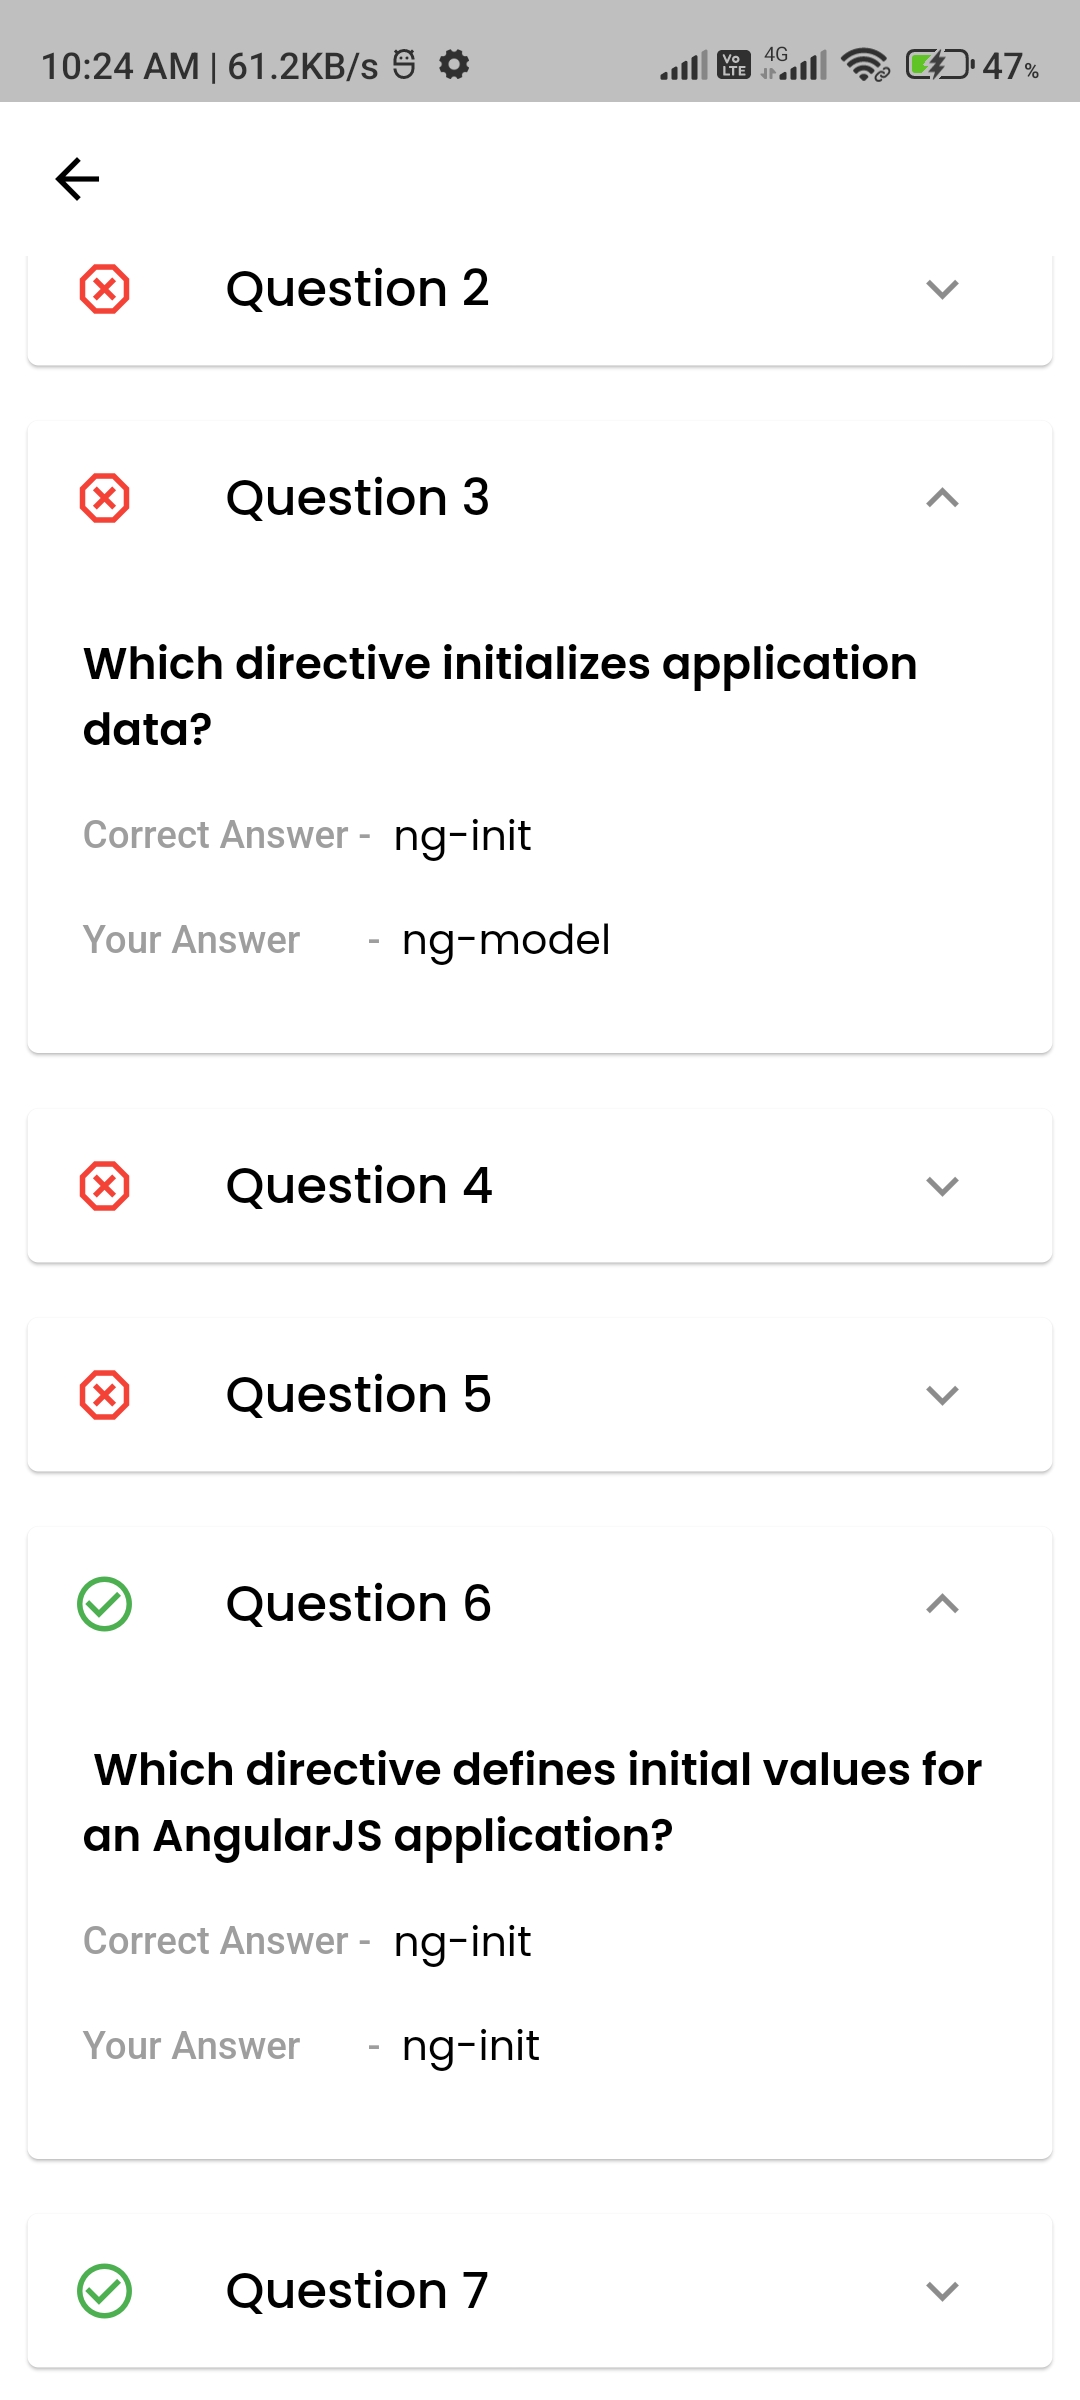 10:24 AM | 61.2KB/s Vo LTE 4G 47%
Question 2
Question 3
Which directive initializes application
data?
Correct Answer - ng-init
Your Answer - ng-model
Question 4
Question 5
Question 6
Which directive defines initial values for
an AngularJS application?
Correct Answer - ng-init
Your Answer - ng-init
Question 7